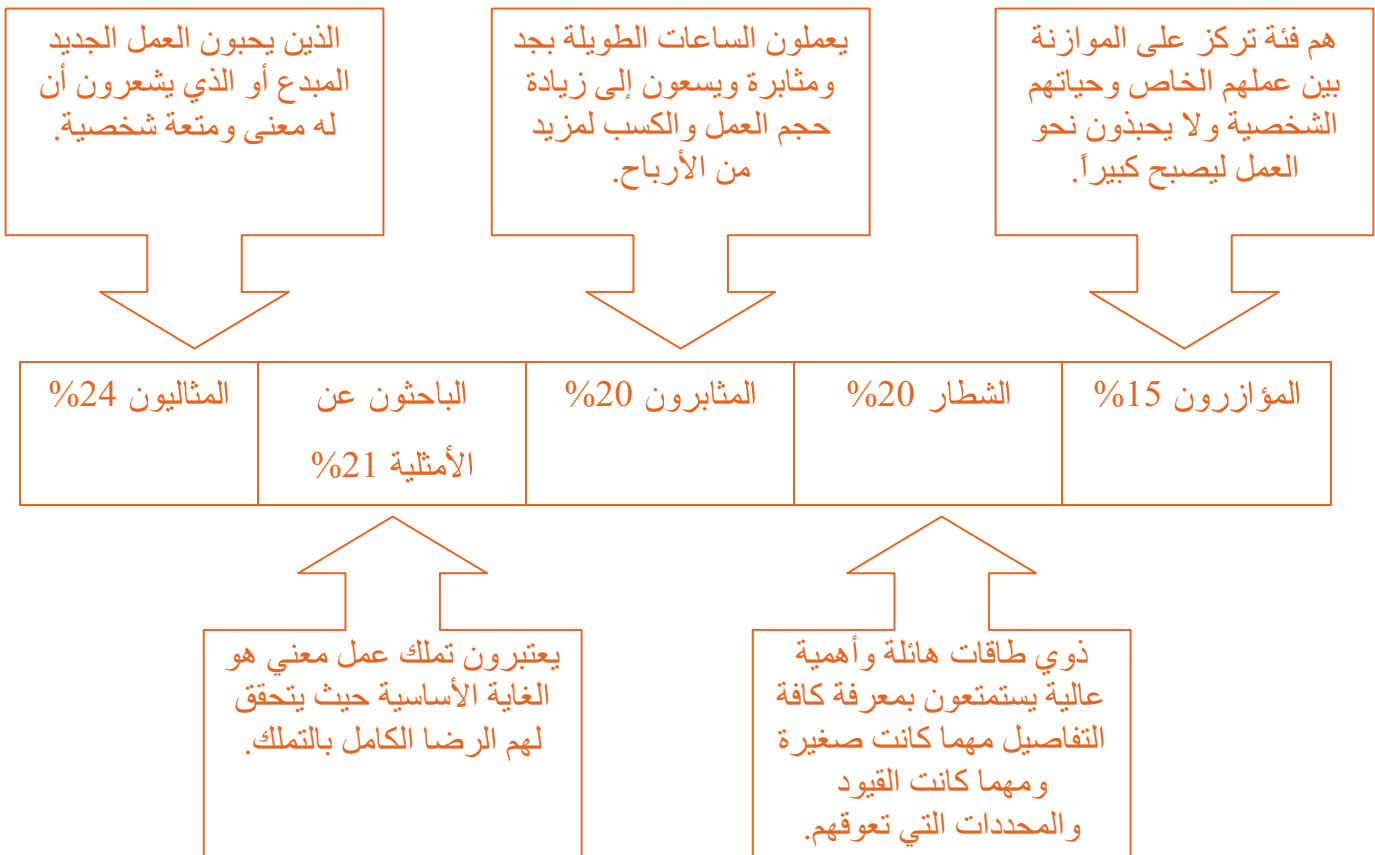 هم فئة تركز على الموازنة
بين عملهم الخاص وحياتهم
الشخصية ولا يحبذون نحو
العمل ليصبح كبيراً.
يعملون الساعات الطويلة بجد
ومثابرة ويسعون إلى زيادة
حجم العمل والكسب لمزيد
من الأرباح.
الذين يحبون العمل الجديد
المبدع أو الذي يشعرون أن
له معنى ومتعة شخصية.
المؤازرون 15%
الشطار 20%
المثابرون 20%
الباحثون عن
الأمثلية 21%
المثاليون 24%
ذوي طاقات هائلة وأهمية
عالية يستمتعون بمعرفة كافة
التفاصيل مهما كانت صغيرة
ومهما كانت القيود
والمحددات التي تعوقهم.
يعتبرون تملك عمل معني هو
الغاية الأساسية حيث يتحقق
لهم الرضا الكامل بالتملك.